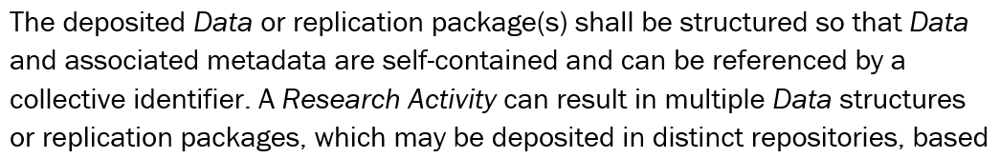 The deposited Data or replication package(s) shall be structured so that Data
and associated metadata are self-contained and can be referenced by a
collective identifier. A Research Activity can result in multiple Data structures
or replication packages, which may be deposited in distinct repositories, based